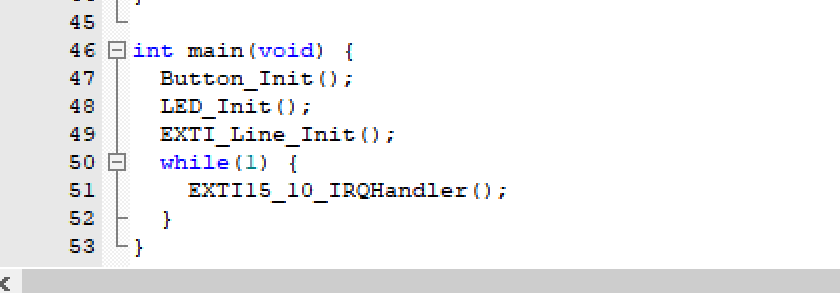 45
46 int main(void) {
47   Button_Init();
48   LED_Init();
49   EXTI_Line_Init();
50   while(1) {
51     EXTI15_10_IRQHandler();
52   }
53 }